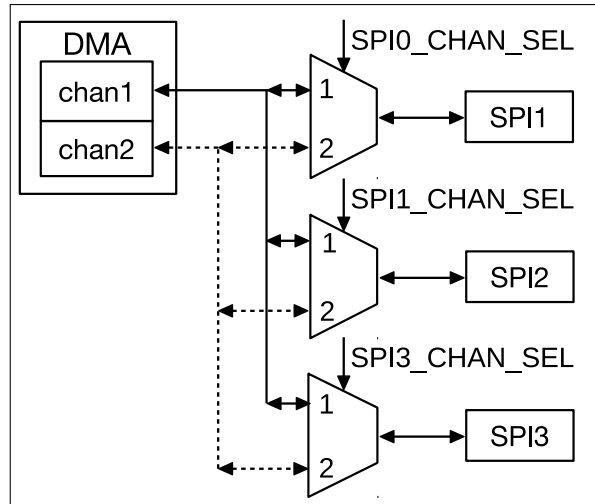 DMA
chan1
chan2
SPI0_CHAN_SEL
1
2
SPI1
SPI1_CHAN_SEL
1
2
SPI2
SPI3_CHAN_SEL
1
2
SPI3